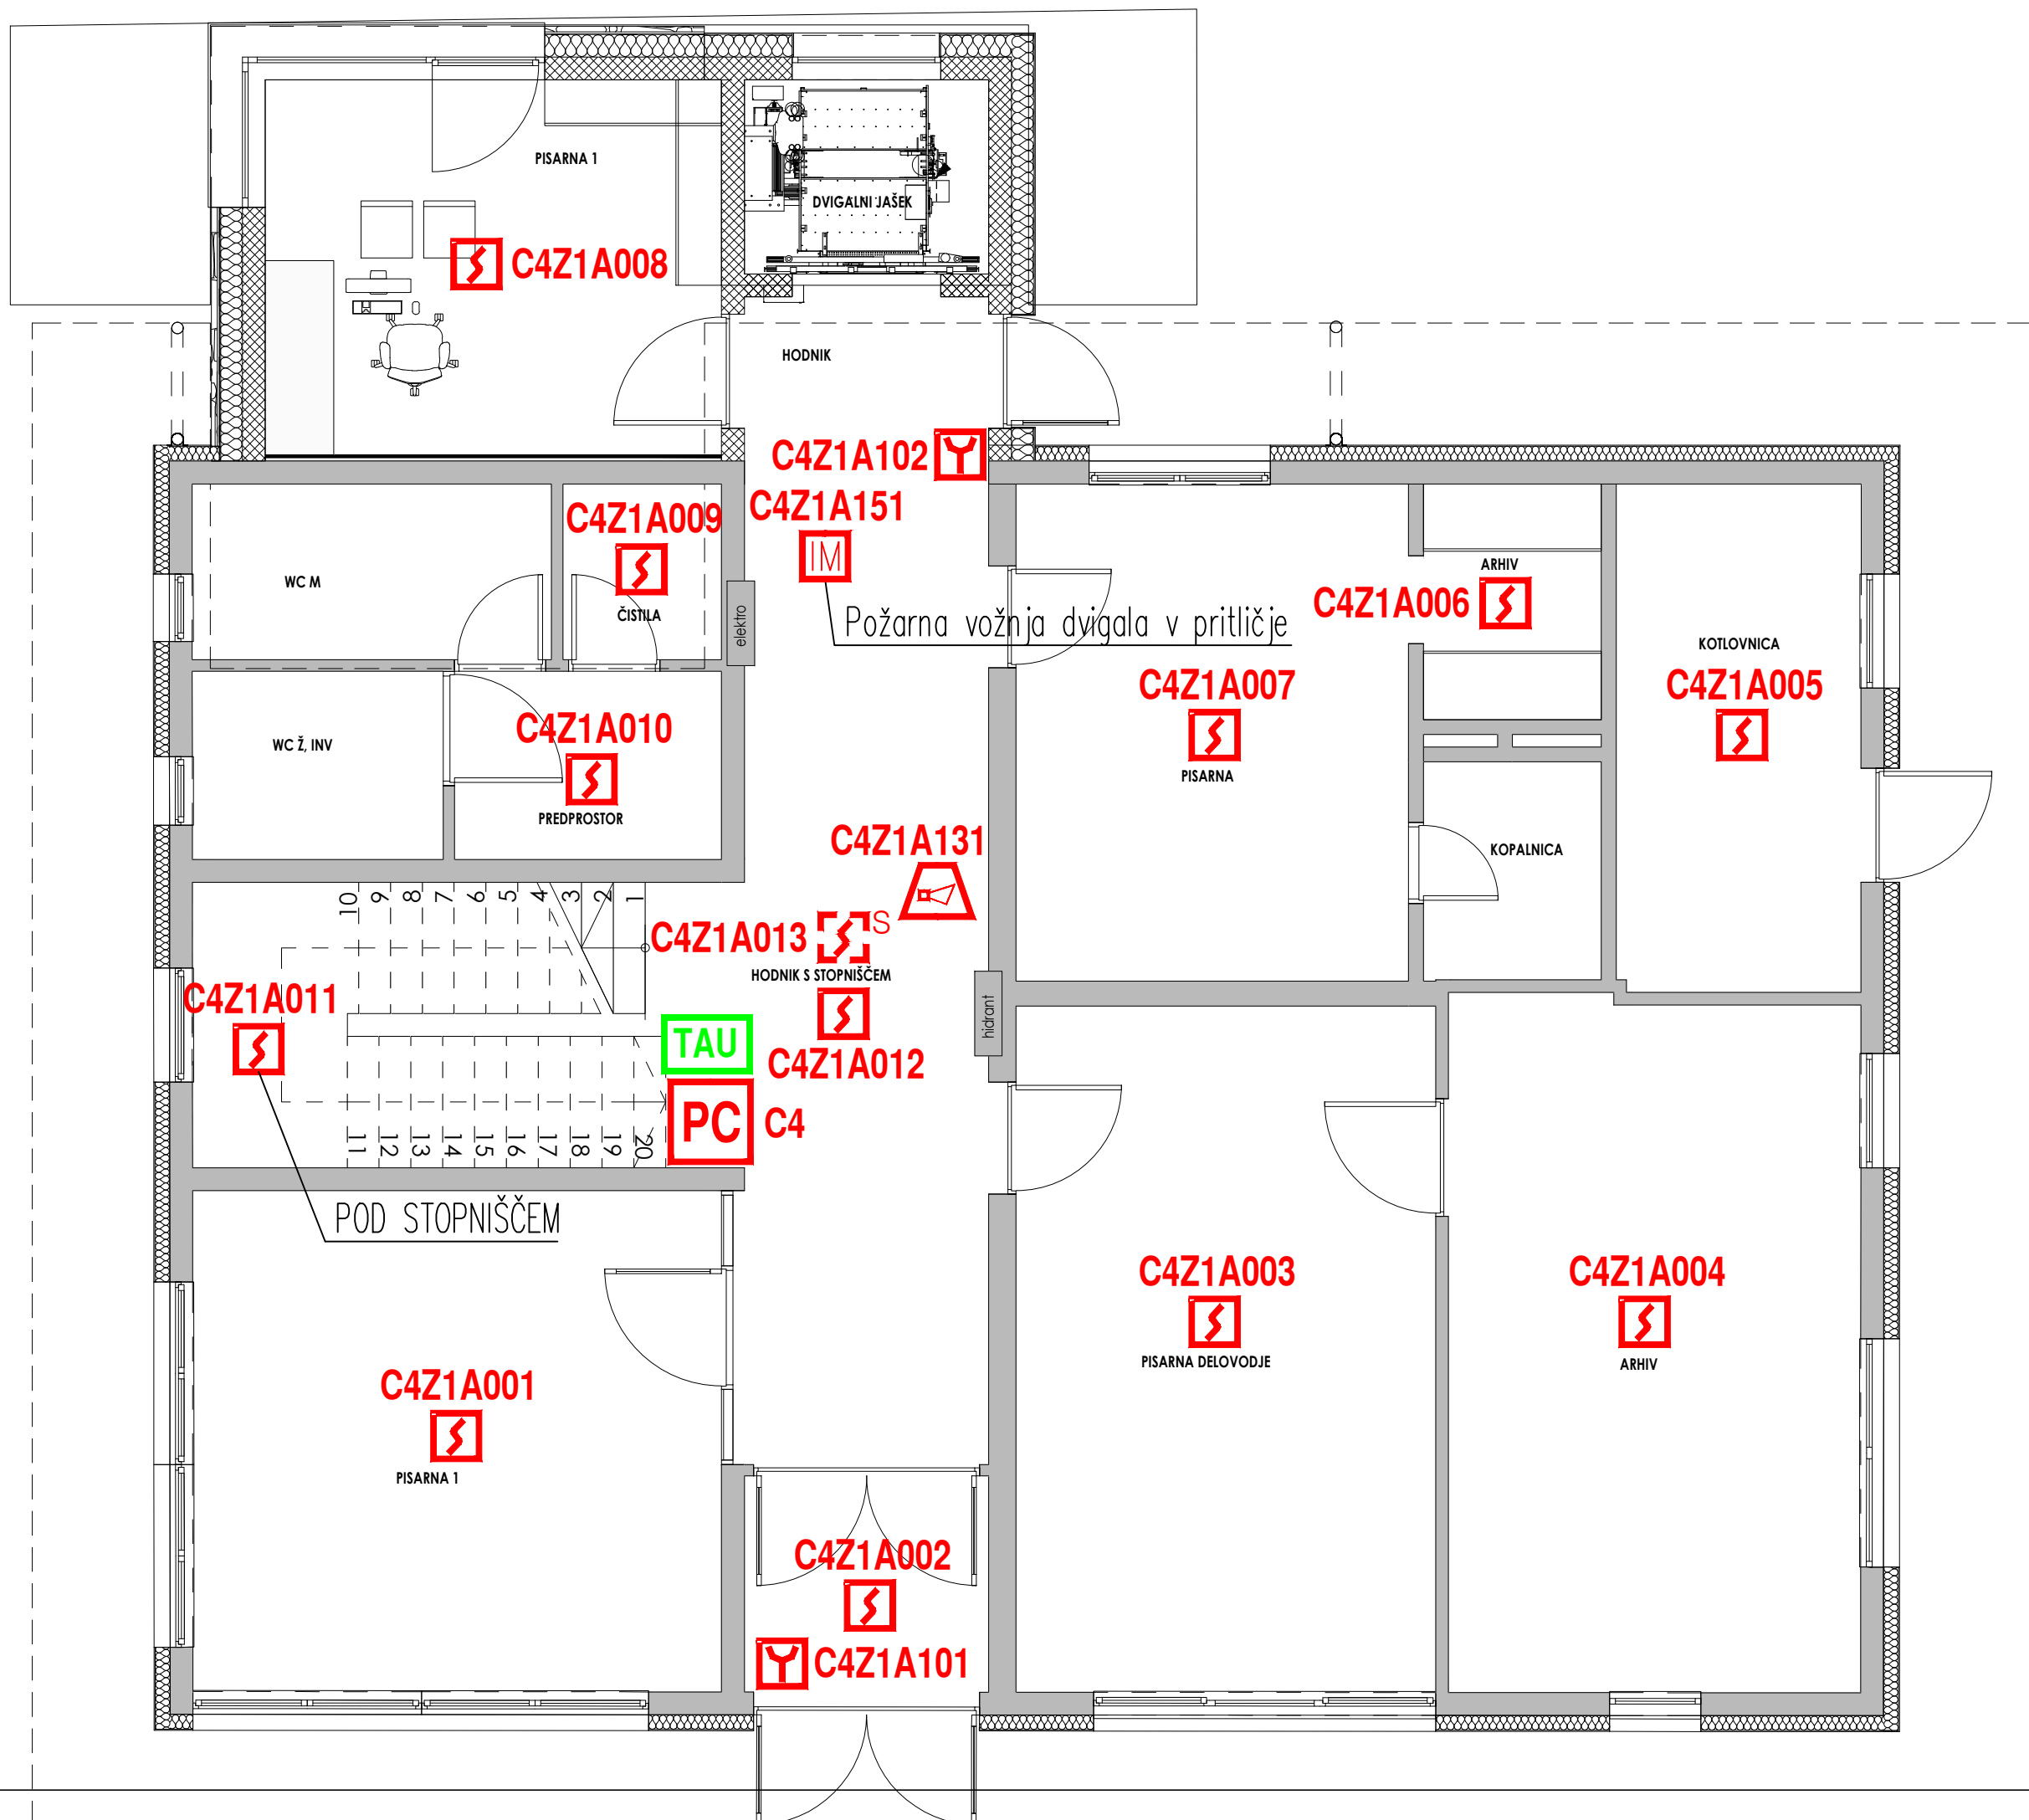 PISARNA 1
DVIGALNI JAŠEK
C4Z1A008
HODNIK
C4Z1A102
C4Z1A151
IM
Požarna vožnja dvigala v pritličje
C4Z1A009
ČISTILA
WC M
elektro
ARHIV
C4Z1A006
KOTLOVNICA
C4Z1A005
C4Z1A007
PISARNA
C4Z1A010
PREDPROSTOR
WC Ž, INV
C4Z1A131
KOPALNICA
10 9 8 7 6 5 4 3 2 1
C4Z1A013
S
HODNIK S STOPNIŠČEM
C4Z1A011
hidrant
TAU
C4Z1A012
PC
C4
11 12 13 14 15 16 17 18 19 20
POD STOPNIŠČEM
C4Z1A003
PISARNA DELOVODJE
C4Z1A004
ARHIV
C4Z1A001
PISARNA 1
C4Z1A002
C4Z1A101